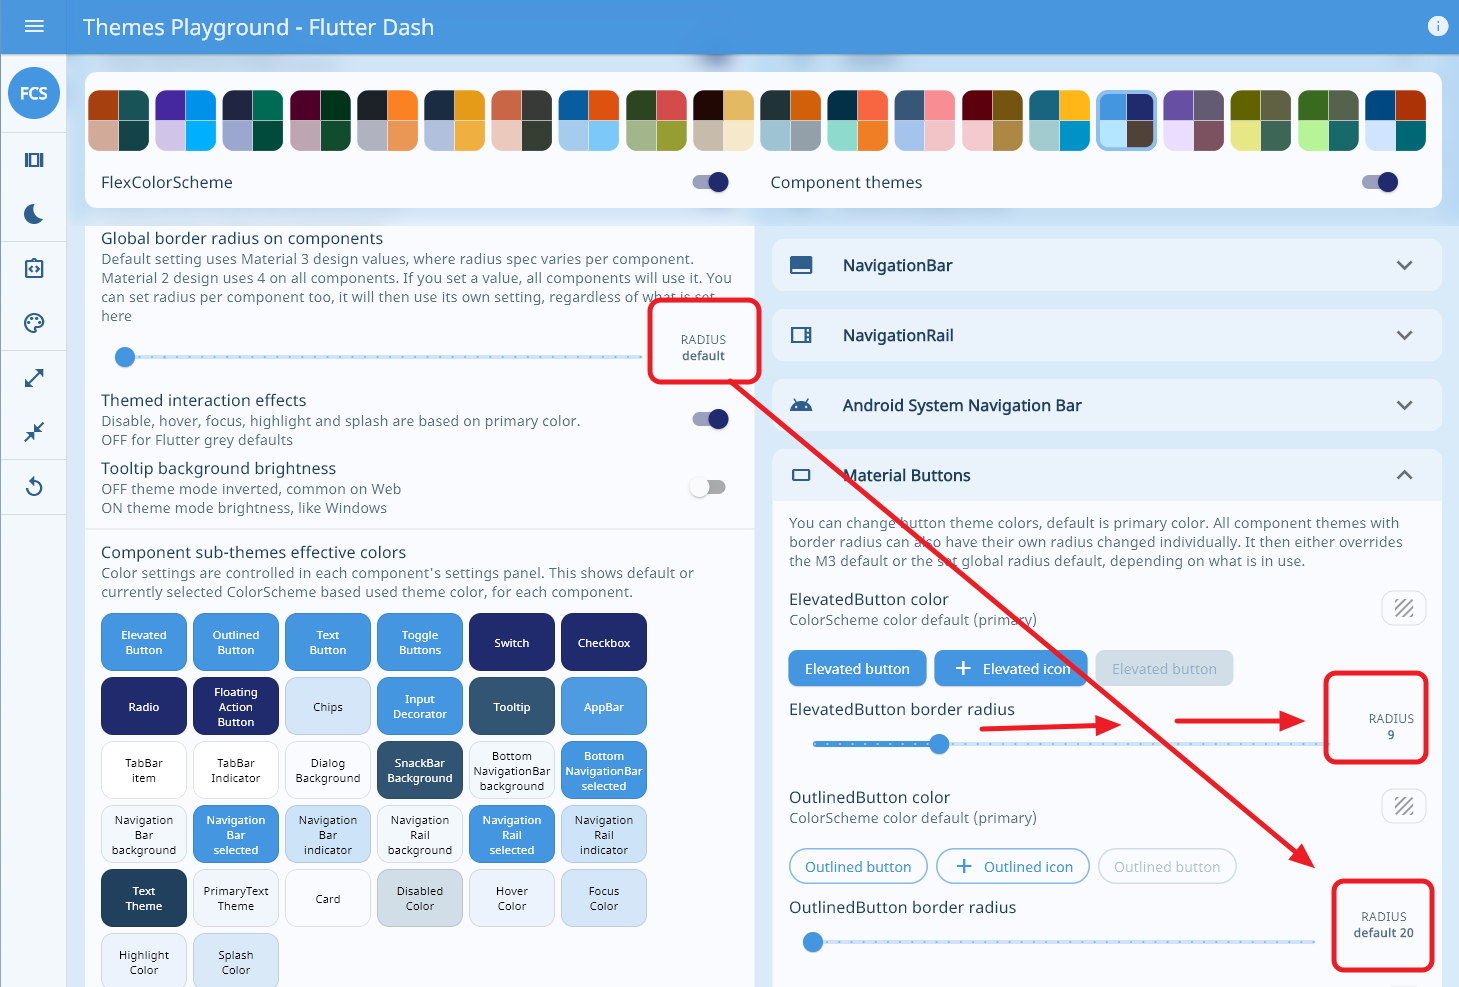 Themes Playground - Flutter Dash
FCS
FlexColorScheme
Component themes
Global border radius on components
Default setting uses Material 3 design values, where radius spec varies per component.
Material 2 design uses 4 on all components. If you set a value, all components will use it. You
can set radius per component too, it will then use its own setting, regardless of what is set
here
RADIUS
default
Themed interaction effects
Disable, hover, focus, highlight and splash are based on primary color.
OFF for Flutter grey defaults
Tooltip background brightness
OFF theme mode inverted, common on Web
ON theme mode brightness, like Windows
Component sub-themes effective colors
Color settings are controlled in each component's settings panel. This shows default or
currently selected ColorScheme based used theme color, for each component.
Elevated
Button
Outlined
Button
Text
Button
Toggle
Buttons
Switch
Checkbox
Radio
Floating
Action
Button
Chips
Input
Decorator
Tooltip
AppBar
TabBar
item
TabBar
Indicator
Dialog
Background
SnackBar
Background
Bottom
NavigationBar
background
Bottom
NavigationBar
selected
Navigation
Bar
background
Navigation
Bar
selected
Navigation
Bar
indicator
Navigation
Rail
background
Navigation
Rail
selected
Navigation
Rail
indicator
Text
Theme
PrimaryText
Theme
Card
Disabled
Color
Hover
Color
Focus
Color
Highlight
Color
Splash
Color
NavigationBar
NavigationRail
Android System Navigation Bar
Material Buttons
You can change button theme colors, default is primary color. All component themes with
border radius can also have their own radius changed individually. It then either overrides
the M3 default or the set global radius default, depending on what is in use.
ElevatedButton color
ColorScheme color default (primary)
Elevated button
Elevated icon
Elevated button
ElevatedButton border radius
RADIUS
9
OutlinedButton color
ColorScheme color default (primary)
Outlined button
Outlined icon
Outlined button
OutlinedButton border radius
RADIUS
default 20